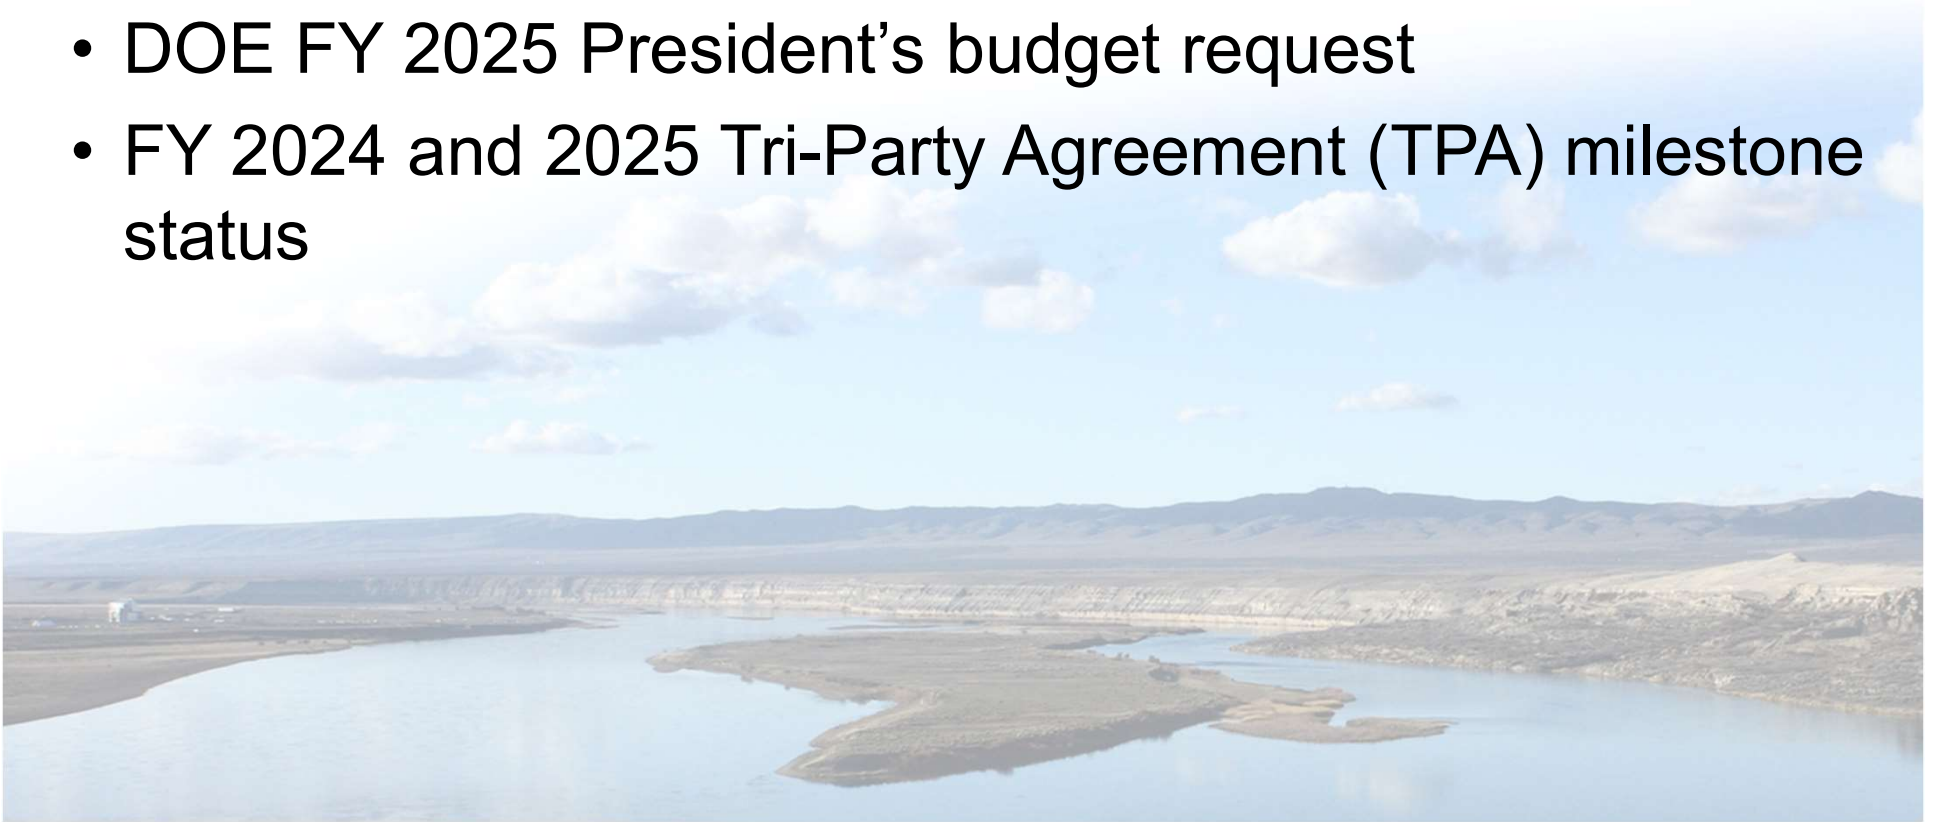 • DOE FY 2025 President’s budget request
• FY 2024 and 2025 Tri-Party Agreement (TPA) milestone
status